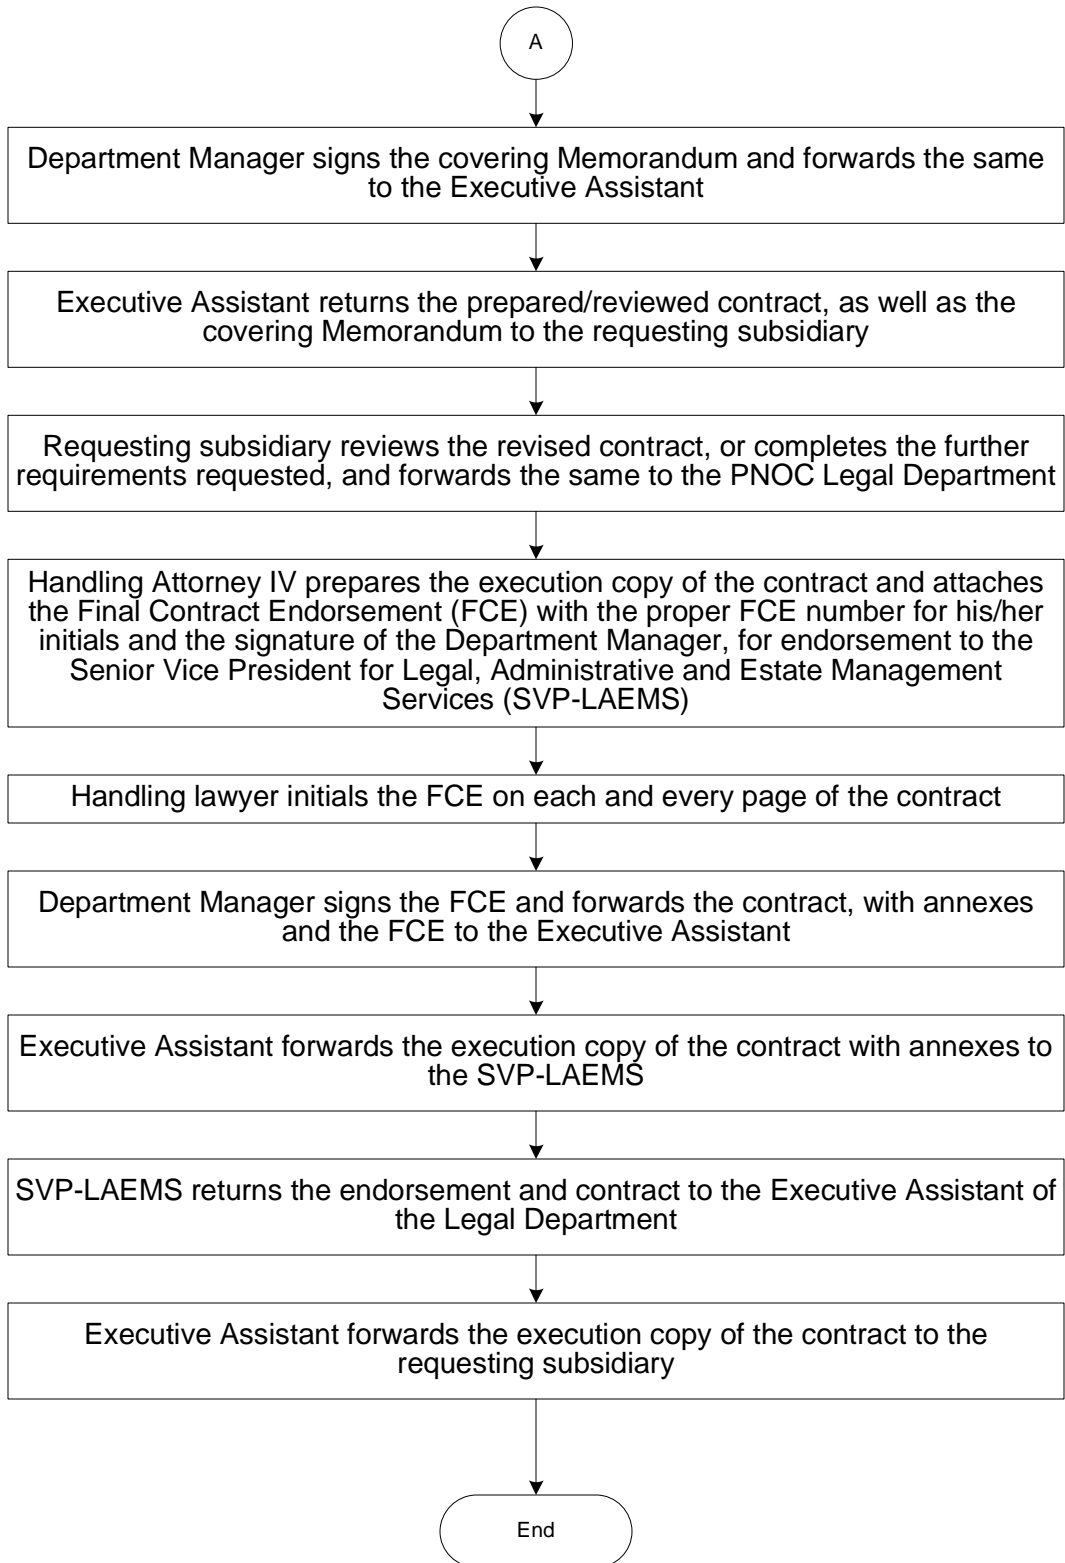 A
Department Manager signs the covering Memorandum and forwards the same
to the Executive Assistant
Executive Assistant returns the prepared/reviewed contract, as well as the
covering Memorandum to the requesting subsidiary
Requesting subsidiary reviews the revised contract, or completes the further
requirements requested, and forwards the same to the PNOC Legal Department
Handling Attorney IV prepares the execution copy of the contract and attaches
the Final Contract Endorsement (FCE) with the proper FCE number for his/her
initials and the signature of the Department Manager, for endorsement to the
Senior Vice President for Legal, Administrative and Estate Management
Services (SVP-LAEMS)
Handling lawyer initials the FCE on each and every page of the contract
Department Manager signs the FCE and forwards the contract, with annexes
and the FCE to the Executive Assistant
Executive Assistant forwards the execution copy of the contract with annexes to
the SVP-LAEMS
SVP-LAEMS returns the endorsement and contract to the Executive Assistant of
the Legal Department
Executive Assistant forwards the execution copy of the contract to the
requesting subsidiary
End